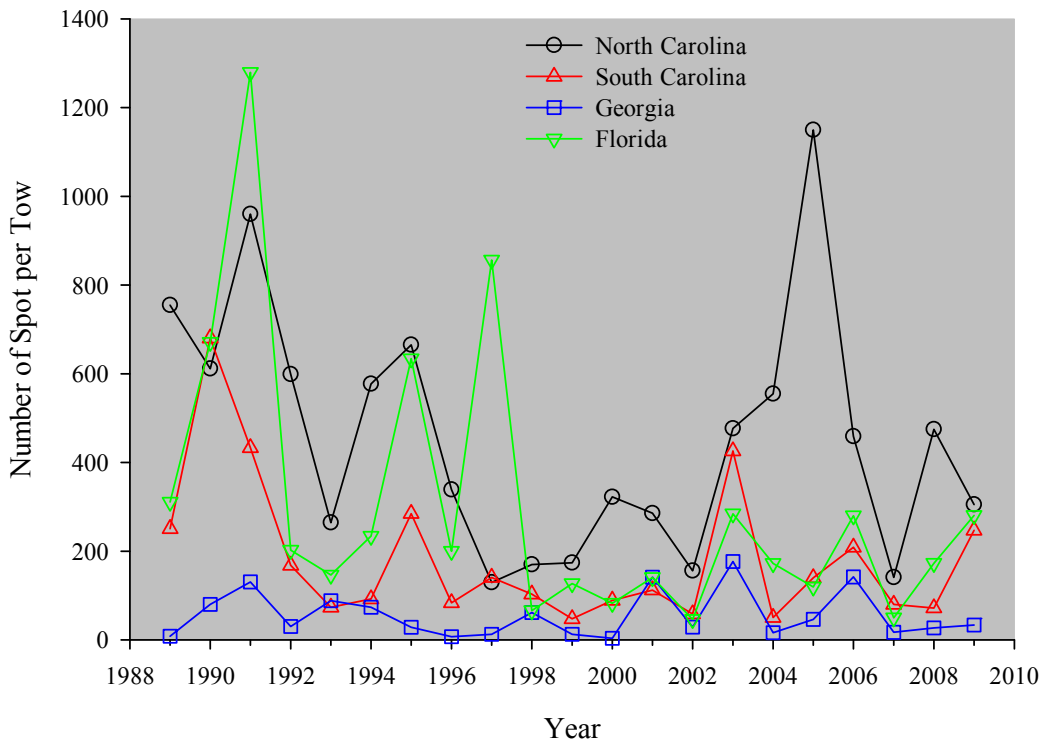 1400
1200
1000
800
600
400
200
0
Number of Spot per Tow
North Carolina
South Carolina
Georgia
Florida
1988 1990 1992 1994 1996 1998 2000 2002 2004 2006 2008 2010
Year